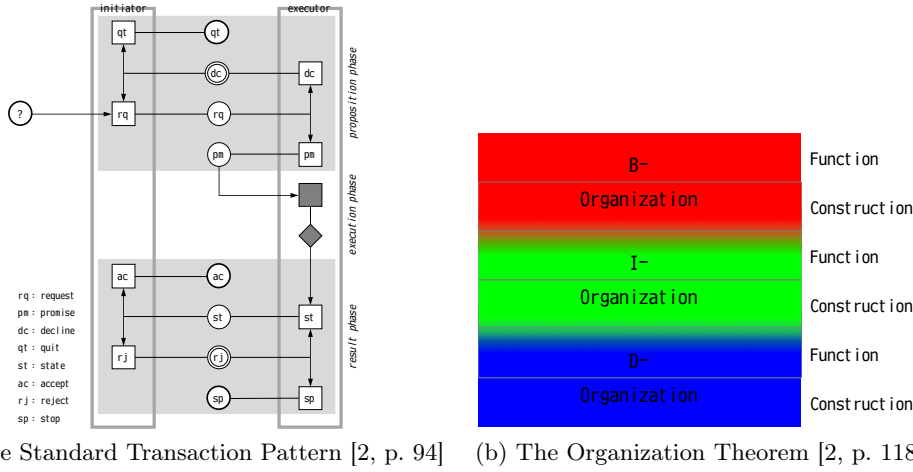 initiator
executor
qt
qt
dc
dc
?
rq
rq
pm
pm
proposition phase
execution phase
ac
ac
st
st
rj
rj
sp
sp
result phase
rq: request
pm: promise
dc: decline
qt: quit
st: state
ac: accept
rj: reject
sp: stop
e Standard Transaction Pattern [2, p. 94]
B-
Organization
Function
Construction
I-
Organization
Function
Construction
D-
Organization
Function
Construction
(b) The Organization Theorem [2, p. 118